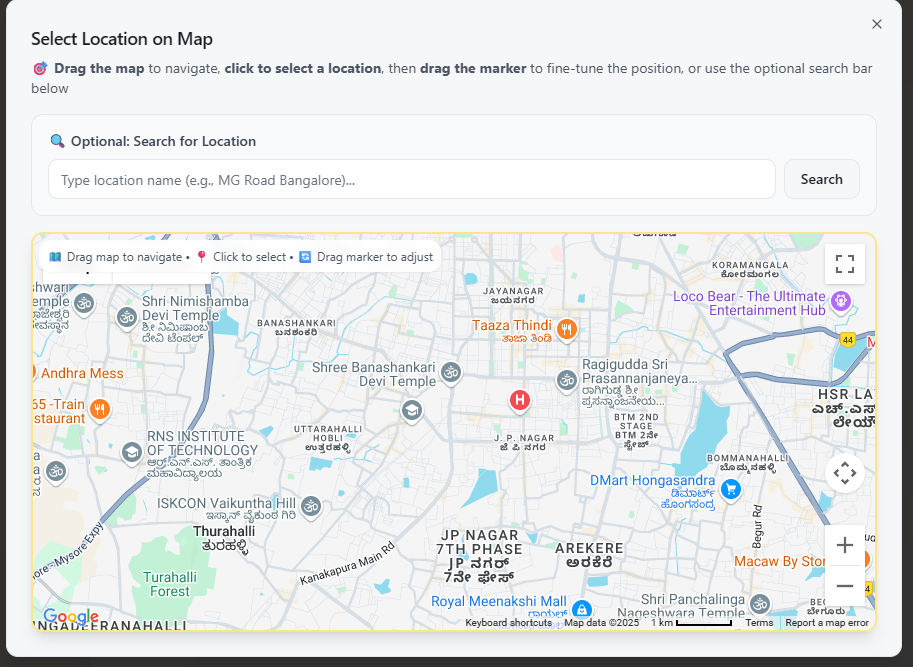 Select Location on Map
🎯 Drag the map to navigate, click to select a location, then drag the marker to fine-tune the position, or use the optional search bar
below
🔍 Optional: Search for Location
Type location name (e.g., MG Road Bangalore)...
Search
🗺️ Drag map to navigate • 📍 Click to select • 🔄 Drag marker to adjust
KORAMANGALA
ಕೋರಮಂಗಲ
JAYANAGAR
ಜಯನಗರ
Loco Bear - The Ultimate
Entertainment Hub
Shri Nimishamba
Devi Temple
ಶ್ರೀ ನಿಮಿಷಾಂಬ
ದೇವಿ ಟೆಂಪಲ್
BANASHANKARI
ಬನಶಂಕರಿ
Taaza Thindi
ತಾಜಾ ತಿಂಡಿ
44
Shree Banashankari
Devi Temple
Ragigudda Sri
Prasannanjaneya...
ರಾಗಿಗುಡ್ಡ ಶ್ರೀ
ಪ್ರಸನ್ನಾಂಜನೇಯ...
Andhra Mess
65 -Train
staurant
H
HSR LA
ಎಚ್.ಎಸ್
ಲೇಯ್
BTM 2ND
STAGE
BTM 2ನೇ
ಸ್ಟೇಜ್
UTTARAHALLI
HOBLI
ಉತ್ತರಹಳ್ಳಿ
J. P. NAGAR
ಜೆ ಪಿ ನಗರ
RNS INSTITUTE
OF TECHNOLOGY
ಆರ್.ಎನ್.ಎಸ್. ತಾಂತ್ರಿಕ
ಮಹಾವಿದ್ಯಾಲಯ
BOMMANAHALLI
ಬೊಮ್ಮನಹಳ್ಳಿ
DMart Hongasandra
ಡಿಮಾರ್ಟ್
ಹೊಂಗಸಂದ್ರ
ISKCON Vaikuntha Hill
ಇಸ್ಕಾನ್ ವೈಕುಂಠ ಗಿರಿ
Thurahalli
ತುರಹಳ್ಳಿ
Begur Rd
ore-Mysore Expy
Kanakapura Main Rd
JP NAGAR
7TH PHASE
ಜೆಪಿ ನಗರ್
7ನೇ ಫೇಸ್
AREKERE
ಅರಕೆರೆ
Macaw By Stor
Turahalli
Forest
Royal Meenakshi Mall
ರಾಯಲ್
Shri Panchalinga
Nageshwara Temple
ಬೇಗೂರು
Google
Keyboard shortcuts
Map data ©2025
1 km
Terms
Report a map error